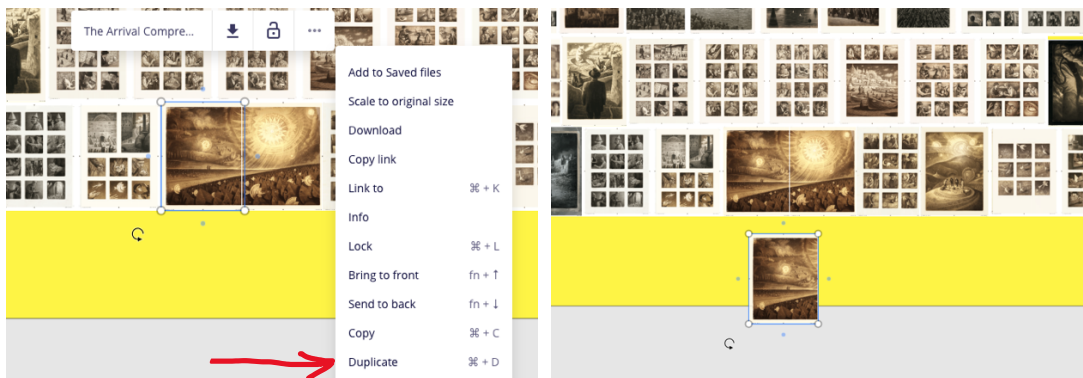 The Arrival Compre...
Add to Saved files
Scale to original size
Download
Copy link
Link to ⌘ + K
Info
Lock ⌘ + L
Bring to front fn + ↑
Send to back fn + ↓
Copy ⌘ + C
Duplicate ⌘ + D